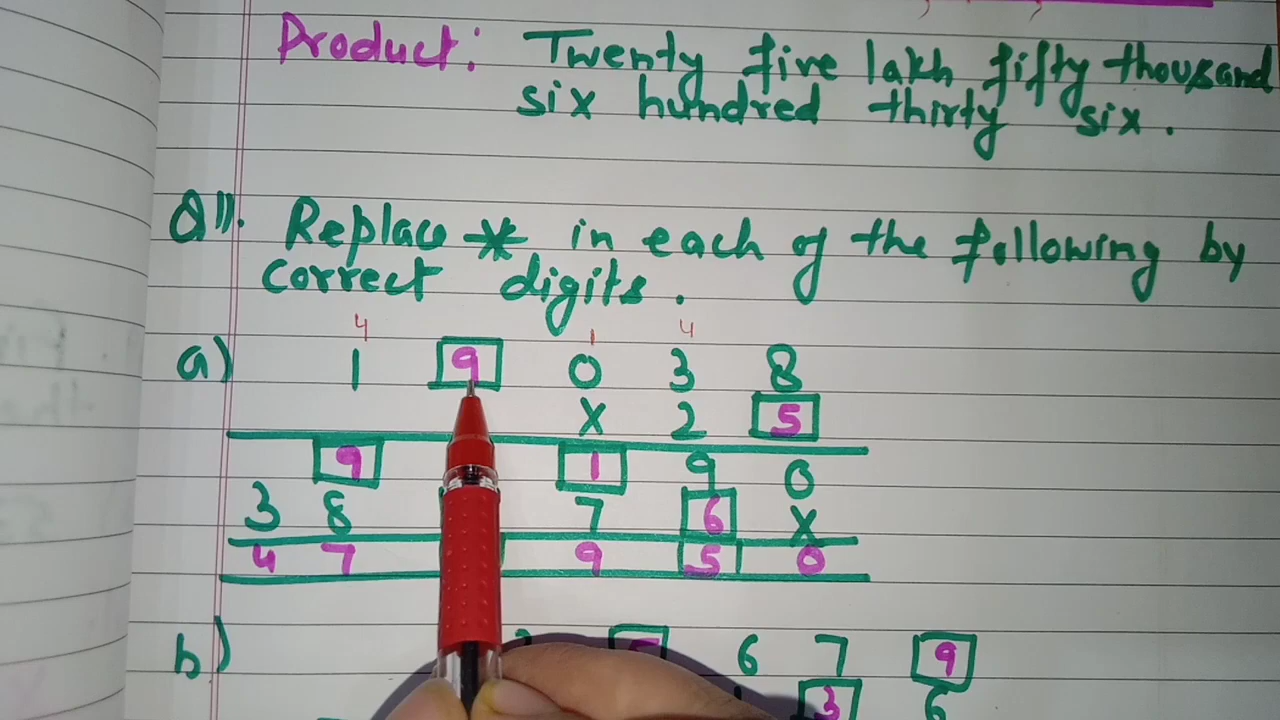 Product: Twenty five lakh fifty thousand
six hundred thirty six.
Q11. Replace * in each of the following by
correct digits.
4 1 4
a) 1 9 0 3 8
x 2 5
9 1 9 0
3 8 7 6 x
4 7 9 5 0
b) 6 7 9
3 6